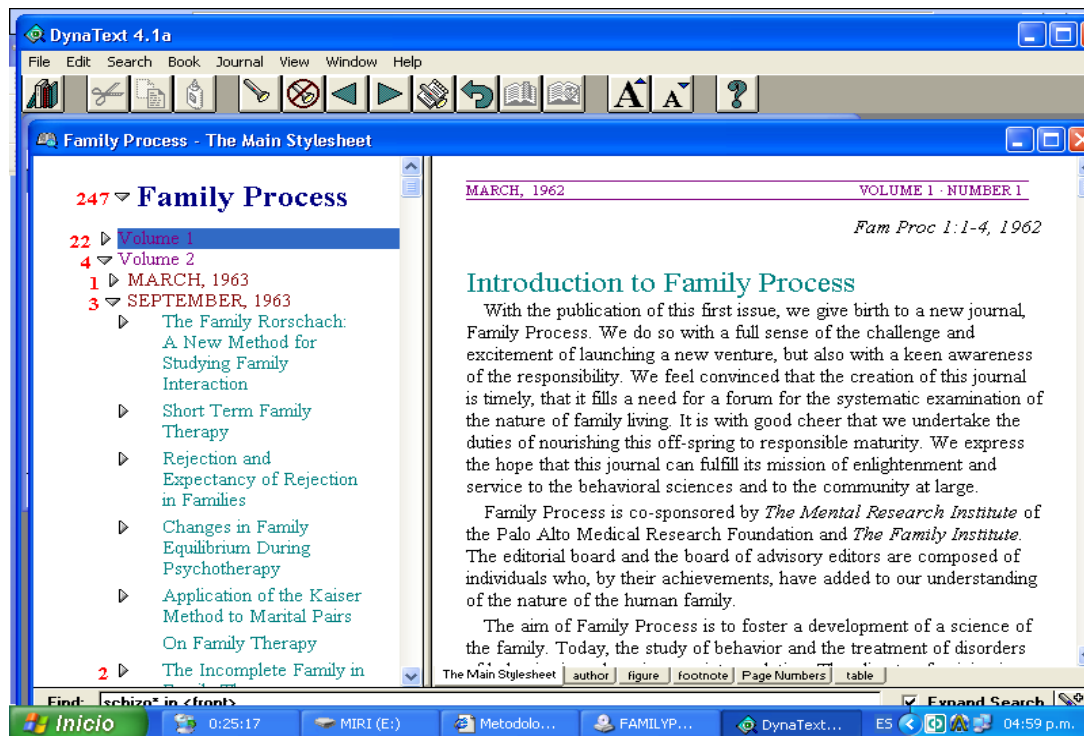 DynaText 4.1a
File Edit Search Book Journal View Window Help
A A ?
Family Process - The Main Stylesheet
247 Family Process
22 Volume 1
4 Volume 2
1 MARCH, 1963
3 SEPTEMBER, 1963
The Family Rorschach:
A New Method for
Studying Family
Interaction
Short Term Family
Therapy
Rejection and
Expectancy of Rejection
in Families
Changes in Family
Equilibrium During
Psychotherapy
Application of the Kaiser
Method to Marital Pairs
On Family Therapy
2 The Incomplete Family in
MARCH, 1962 VOLUME 1 · NUMBER 1
Fam Proc 1:1-4, 1962
Introduction to Family Process
With the publication of this first issue, we give birth to a new journal,
Family Process. We do so with a full sense of the challenge and
excitement of launching a new venture, but also with a keen awareness
of the responsibility. We feel convinced that the creation of this journal
is timely, that it fills a need for a forum for the systematic examination of
the nature of family living. It is with good cheer that we undertake the
duties of nourishing this off-spring to responsible maturity. We express
the hope that this journal can fulfill its mission of enlightenment and
service to the behavioral sciences and to the community at large.
Family Process is co-sponsored by The Mental Research Institute of
the Palo Alto Medical Research Foundation and The Family Institute.
The editorial board and the board of advisory editors are composed of
individuals who, by their achievements, have added to our understanding
of the nature of the human family.
The aim of Family Process is to foster a development of a science of
the family. Today, the study of behavior and the treatment of disorders
The Main Stylesheet author figure footnote Page Numbers table
Find: schizo* in <front> Expand Search
Inicio 0:25:17 MIRI (E:) Metodolo... FAMILYP... DynaText... ES 04:59 p.m.